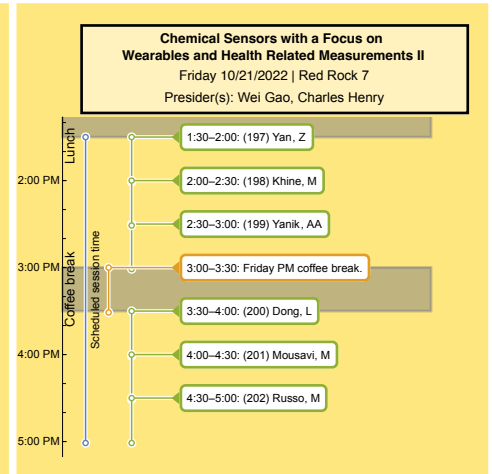 Chemical Sensors with a Focus on
Wearables and Health Related Measurements II
Friday 10/21/2022 | Red Rock 7
Presider(s): Wei Gao, Charles Henry
Lunch
1:30–2:00: (197) Yan, Z
2:00 PM
2:00–2:30: (198) Khine, M
2:30–3:00: (199) Yanik, AA
Scheduled session time
3:00 PM
3:00–3:30: Friday PM coffee break.
Coffee break
3:30–4:00: (200) Dong, L
4:00 PM
4:00–4:30: (201) Mousavi, M
4:30–5:00: (202) Russo, M
5:00 PM